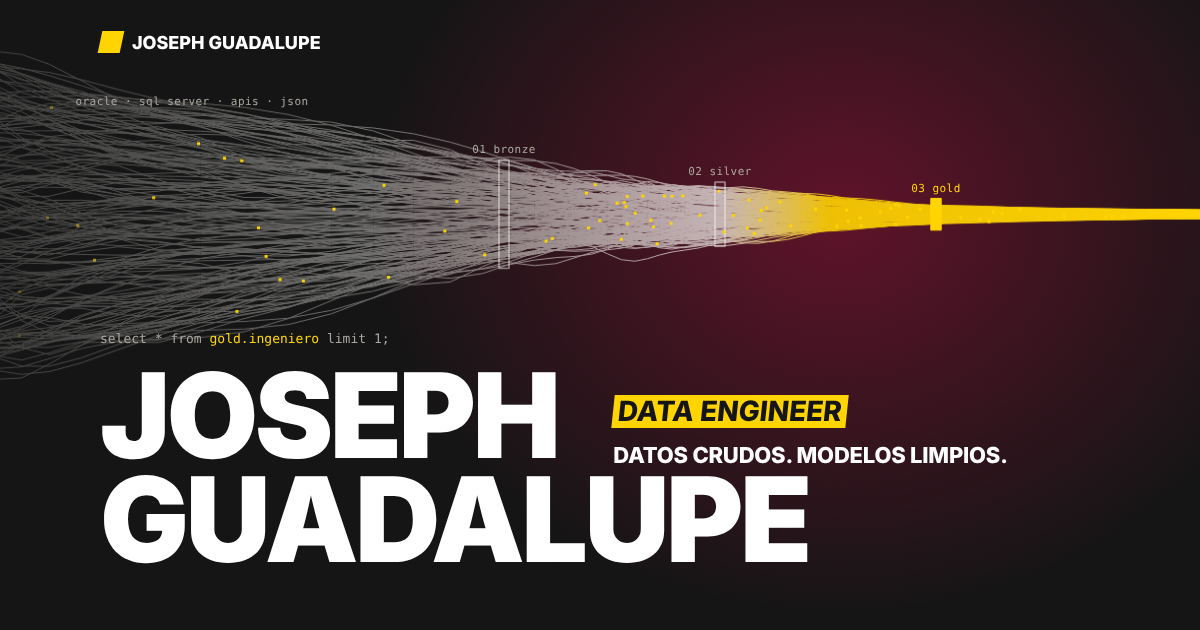 JOSEPH GUADALUPE
oracle · sql server · apis · json
01 bronze
02 silver
03 gold
select * from gold.ingeniero limit 1;
JOSEPH
GUADALUPE
DATA ENGINEER
DATOS CRUDOS. MODELOS LIMPIOS.